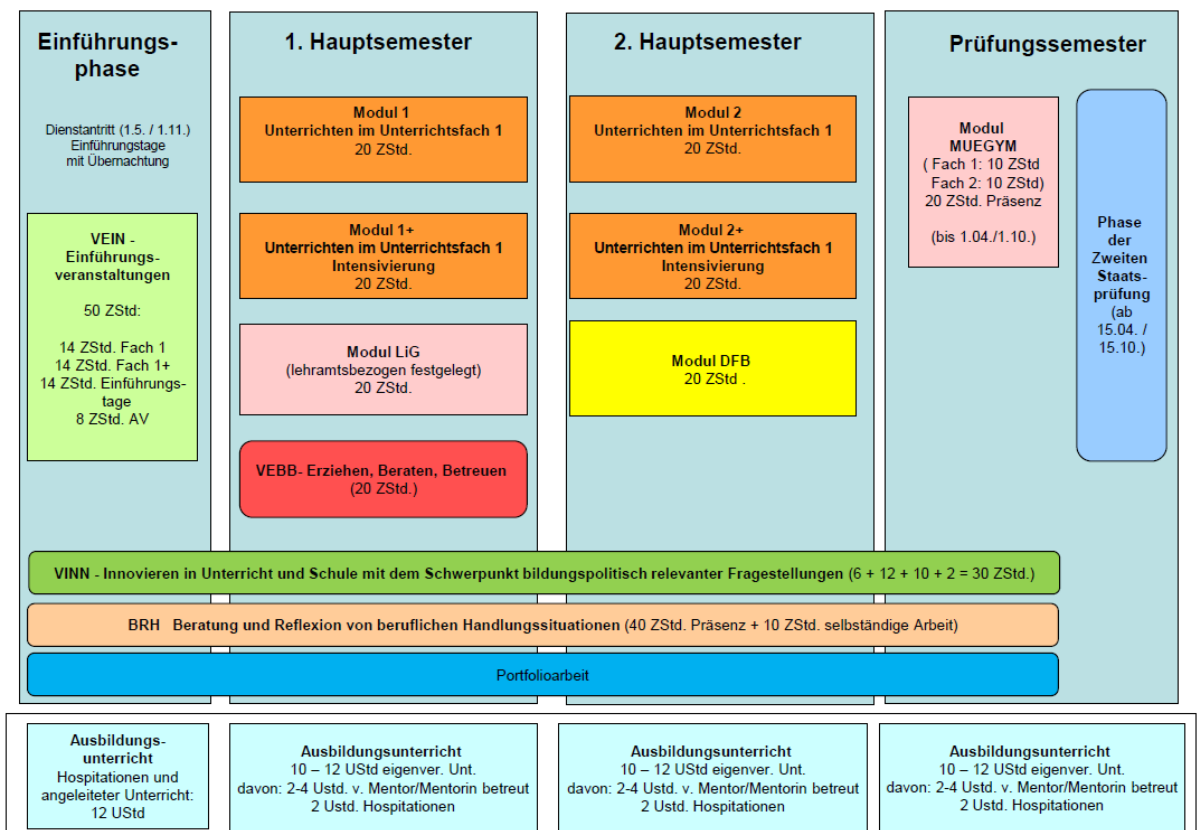 Einführungs-
phase
Dienstantritt (1.5. / 1.11.)
Einführungstage
mit Übernachtung
VEIN -
Einführungs-
veranstaltungen
50 ZStd:
14 ZStd. Fach 1
14 ZStd. Fach 1+
14 ZStd. Einführungs-
tage
8 ZStd. AV
1. Hauptsemester
Modul 1
Unterrichten im Unterrichtsfach 1
20 ZStd.
Modul 1+
Unterrichten im Unterrichtsfach 1
Intensivierung
20 ZStd.
Modul LiG
(lehramtsbezogen festgelegt)
20 ZStd.
VEBB- Erziehen, Beraten, Betreuen
(20 ZStd.)
2. Hauptsemester
Modul 2
Unterrichten im Unterrichtsfach 1
20 ZStd.
Modul 2+
Unterrichten im Unterrichtsfach 1
Intensivierung
20 ZStd.
Modul DFB
20 ZStd .
Prüfungssemester
Modul
MUEGYM
( Fach 1: 10 ZStd
Fach 2: 10 ZStd)
20 ZStd. Präsenz
(bis 1.04./1.10.)
Phase
der
Zweiten
Staats-
prüfung
(ab
15.04. /
15.10.)
VINN - Innovieren in Unterricht und Schule mit dem Schwerpunkt bildungspolitisch relevanter Fragestellungen (6 + 12 + 10 + 2 = 30 ZStd.)
BRH Beratung und Reflexion von beruflichen Handlungssituationen (40 ZStd. Präsenz + 10 ZStd. selbständige Arbeit)
Portfolioarbeit
Ausbildungs-
unterricht
Hospitationen und
angeleiteter Unterricht:
12 UStd
Ausbildungsunterricht
10 – 12 UStd eigenver. Unt.
davon: 2-4 Ustd. v. Mentor/Mentorin betreut
2 Ustd. Hospitationen
Ausbildungsunterricht
10 – 12 UStd eigenver. Unt.
davon: 2-4 Ustd. v. Mentor/Mentorin betreut
2 Ustd. Hospitationen
Ausbildungsunterricht
10 – 12 UStd eigenver. Unt.
davon: 2-4 Ustd. v. Mentor/Mentorin betreut
2 Ustd. Hospitationen